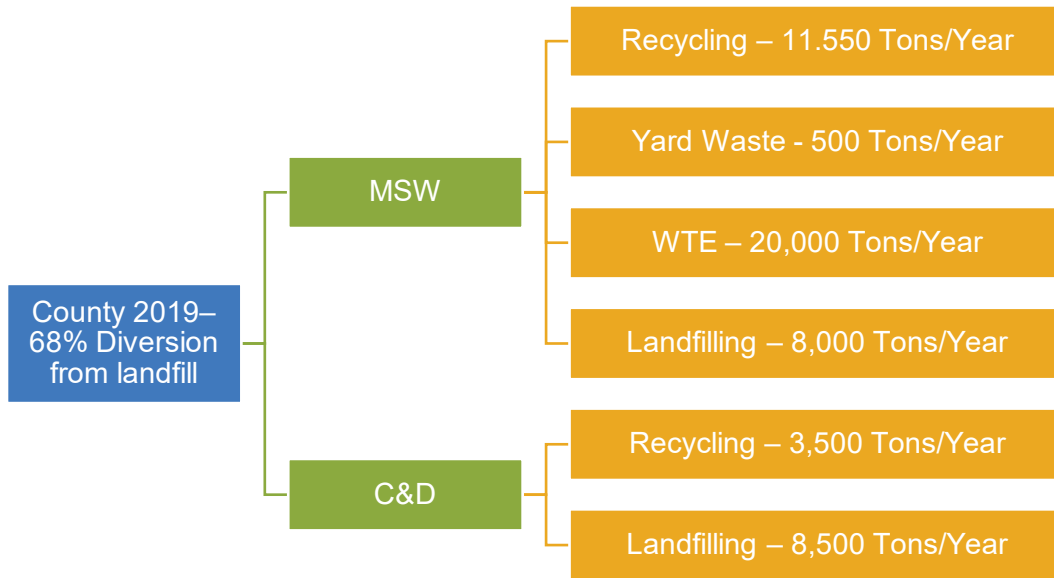 Recycling – 11.550 Tons/Year
Yard Waste - 500 Tons/Year
MSW
WTE – 20,000 Tons/Year
County 2019–
68% Diversion
from landfill
Landfilling – 8,000 Tons/Year
Recycling – 3,500 Tons/Year
C&D
Landfilling – 8,500 Tons/Year